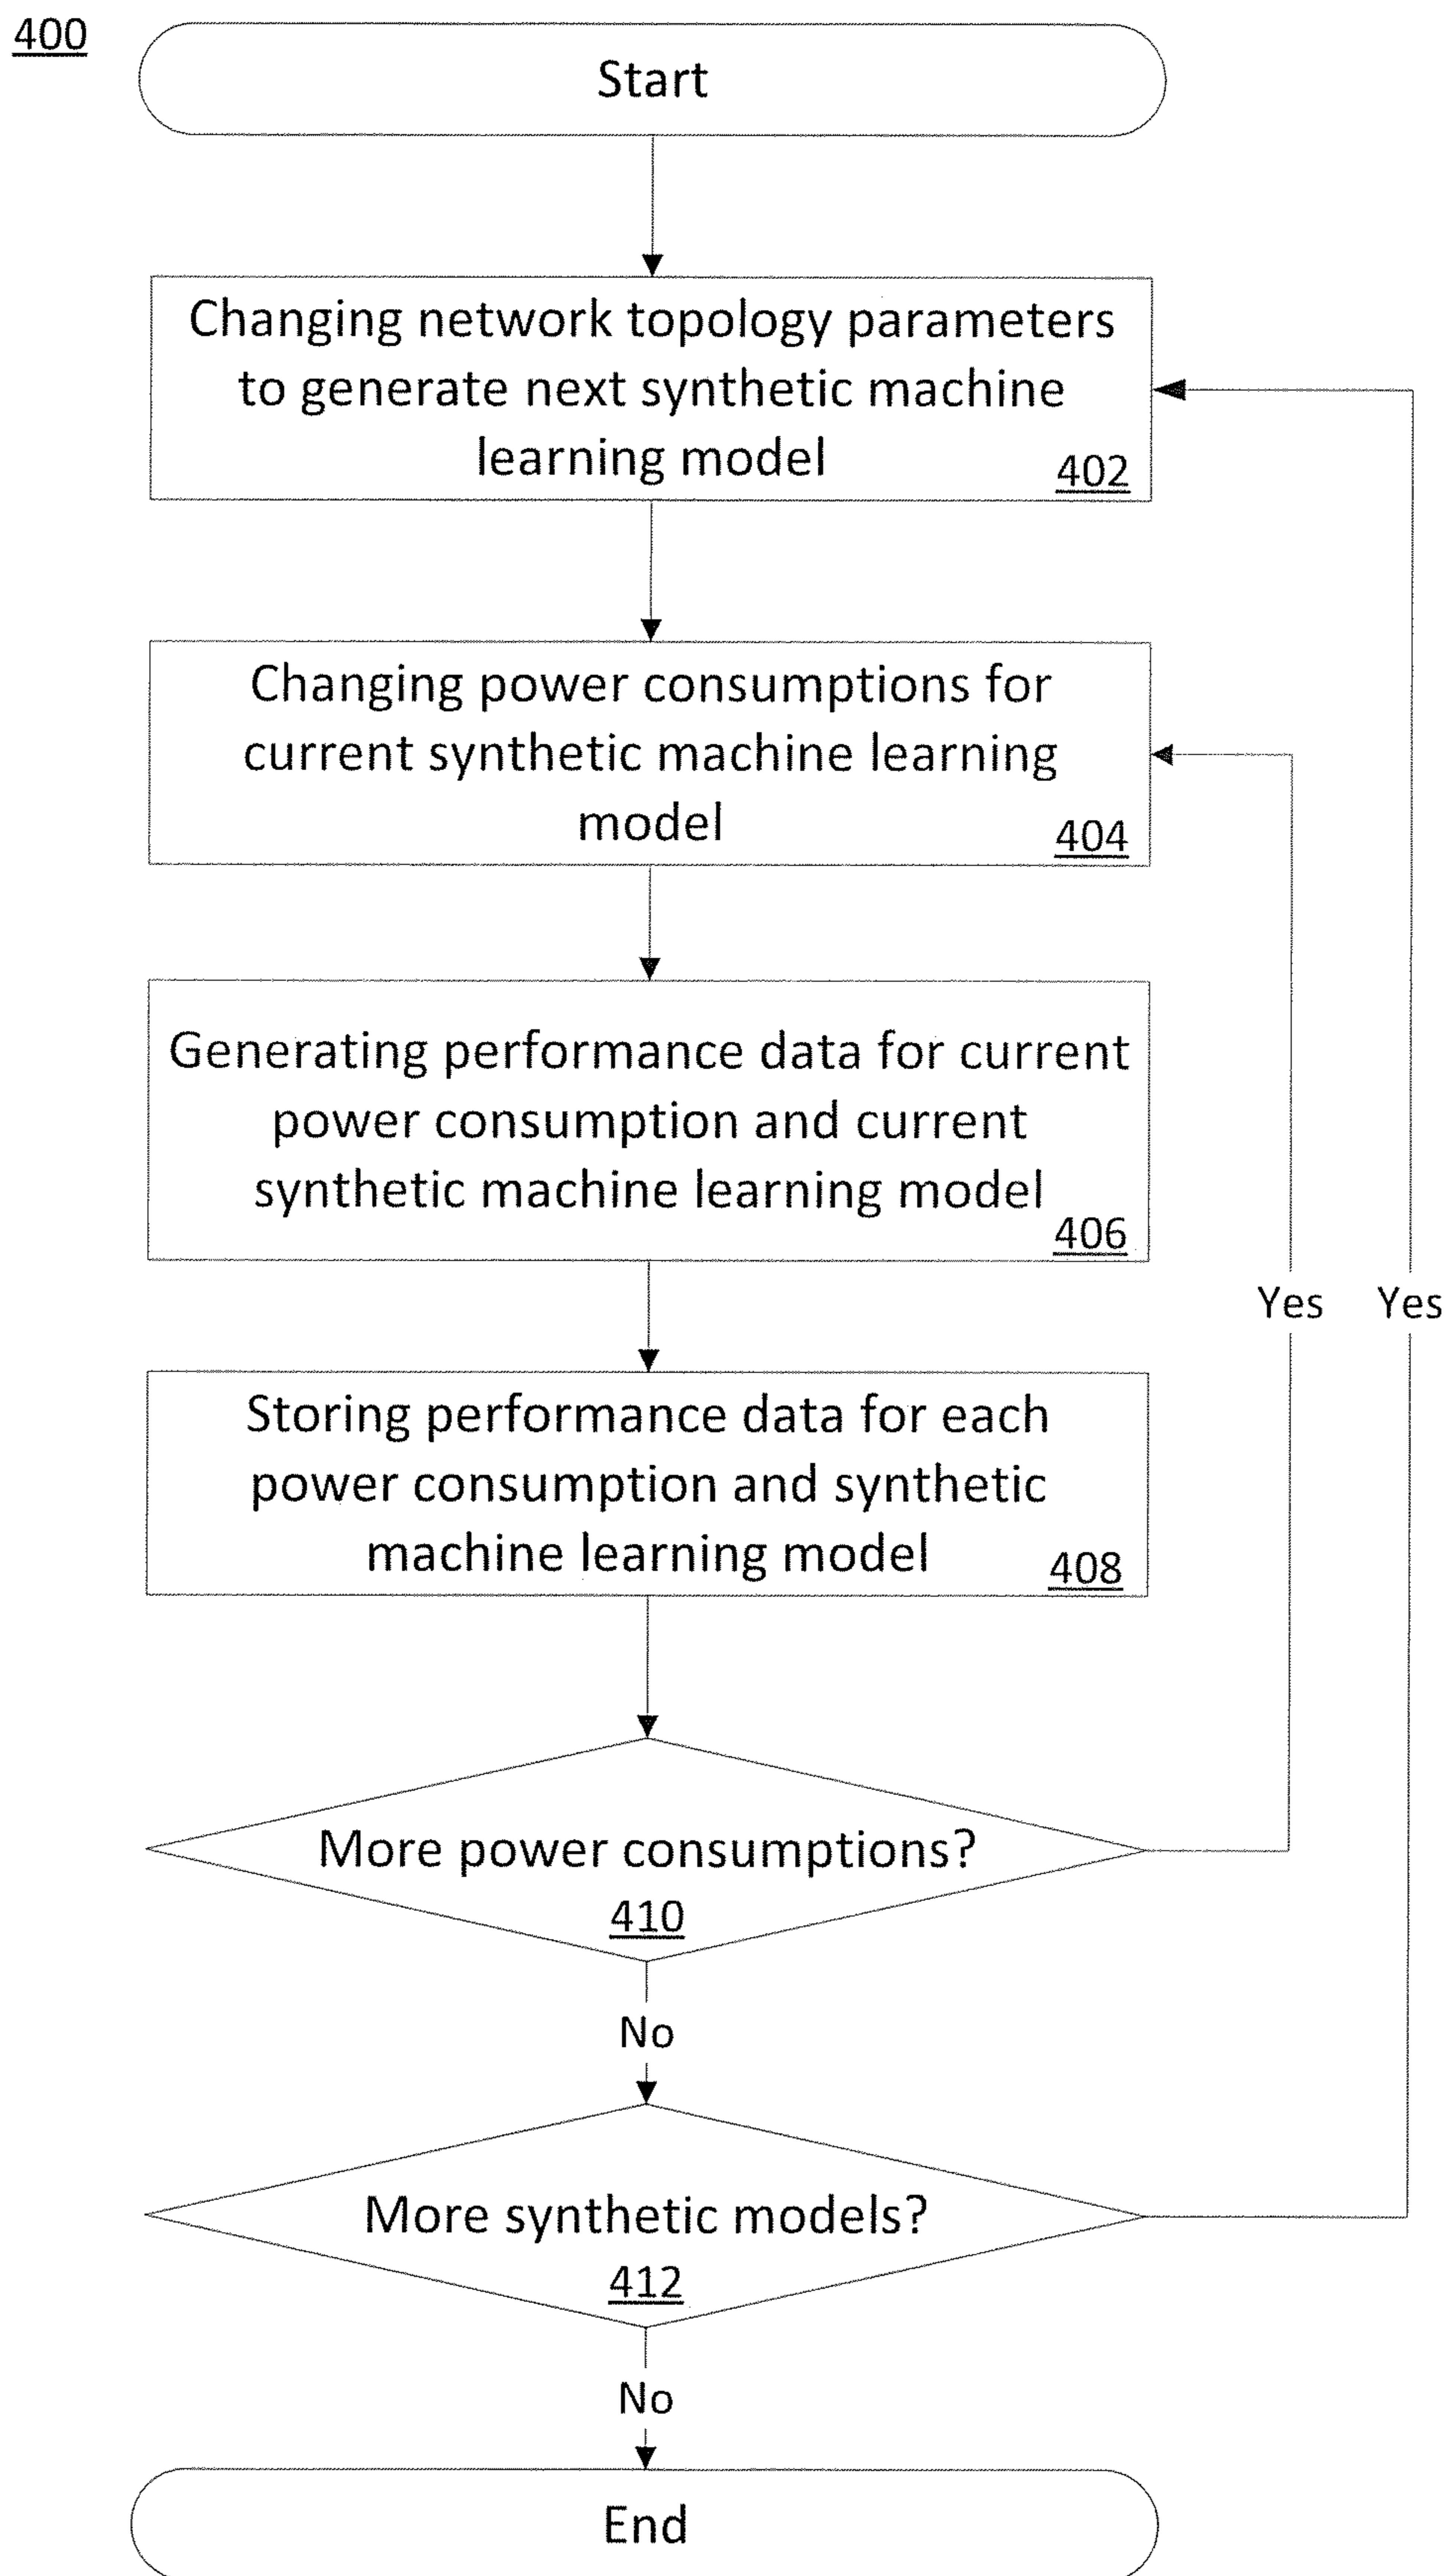 400
Start
Changing network topology parameters
to generate next synthetic machine
learning model
402
Changing power consumptions for
current synthetic machine learning
model
404
Generating performance data for current
power consumption and current
synthetic machine learning model
406
Yes Yes
Storing performance data for each
power consumption and synthetic
machine learning model
408
More power consumptions?
410
No
More synthetic models?
412
No
End